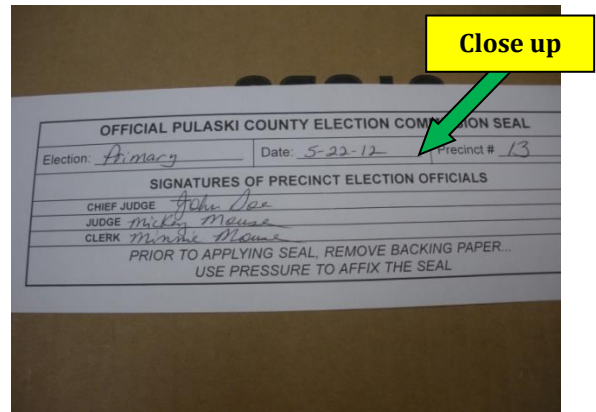 Close up
OFFICIAL PULASKI COUNTY ELECTION COM ION SEAL
Election: Primary Date: 5-22-12 Precinct # 13
SIGNATURES OF PRECINCT ELECTION OFFICIALS
CHIEF JUDGE John Doe
JUDGE Mickey Mouse
CLERK Minnie Mouse
PRIOR TO APPLYING SEAL, REMOVE BACKING PAPER...
USE PRESSURE TO AFFIX THE SEAL